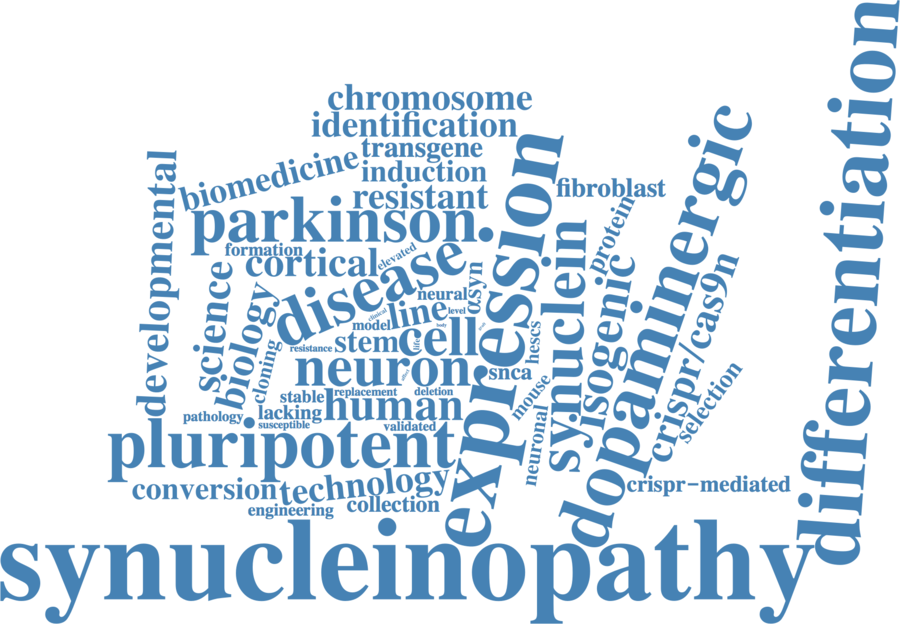 chromosome
identification
transgene
biomedicine
induction
resistant
fibroblast
developmental
parkinson.
expression
dopaminergic
differentiation
formation
cortical
elevated
disease
science
biology
neural
αsyn
synuclein
protein
isogenic
crispr/cas9n
clinical
model
line
level
body
stem
cell
life
resistance
hescs
neuron.
snca
cloning
replacement
deletion
mouse
selection
stable
lacking
human
pathology
susceptible
validated
neuronal
pluripotent
conversion
technology
crispr-mediated
engineering
collection
synucleinopathy